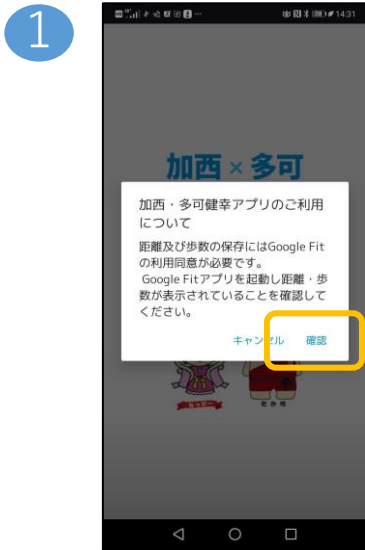 1
14:31
加西×多可
加西・多可健幸アプリのご利用
について
距離及び歩数の保存にはGoogle Fit
の利用同意が必要です。
Google Fitアプリを起動し距離・歩
数が表示されていることを確認して
ください。
キャンセル 確認